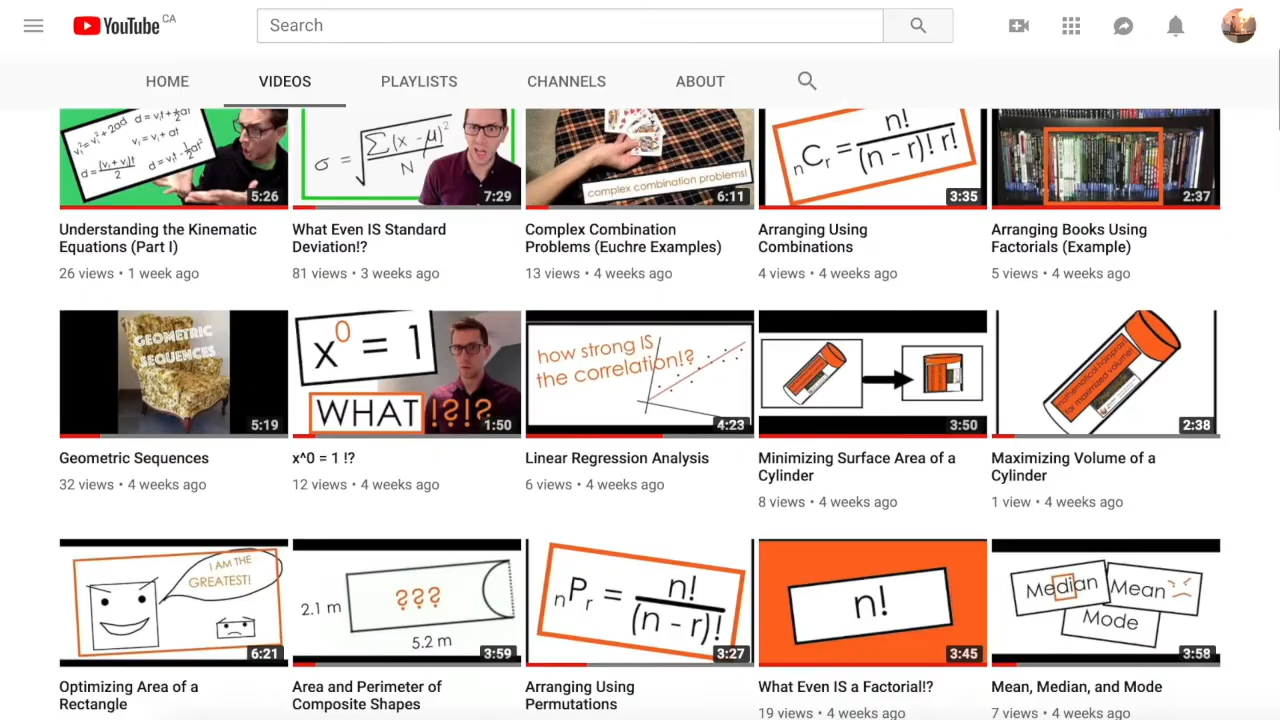 YouTube CA
Search
HOME VIDEOS PLAYLISTS CHANNELS ABOUT
5:26
σ = √ Σ(x - μ)² / N
7:29
complex combination problems!
6:11
nCr = n! / (n - r)! r!
3:35
2:37
Understanding the Kinematic
Equations (Part I)
26 views • 1 week ago
What Even IS Standard
Deviation!?
81 views • 3 weeks ago
Complex Combination
Problems (Euchre Examples)
13 views • 4 weeks ago
Arranging Using
Combinations
4 views • 4 weeks ago
Arranging Books Using
Factorials (Example)
5 views • 4 weeks ago
GEOMETRIC
SEQUENCES
5:19
x⁰ = 1
WHAT !?!?
1:50
how strong IS
the correlation!?
4:23
3:50
for maximized volume!
2:38
Geometric Sequences
32 views • 4 weeks ago
x^0 = 1 !?
12 views • 4 weeks ago
Linear Regression Analysis
6 views • 4 weeks ago
Minimizing Surface Area of a
Cylinder
8 views • 4 weeks ago
Maximizing Volume of a
Cylinder
1 view • 4 weeks ago
I AM THE
GREATEST!
6:21
???
2.1 m
5.2 m
3:59
nPr = n! / (n - r)!
3:27
n!
3:45
Median
Mean
Mode
3:58
Optimizing Area of a
Rectangle
Area and Perimeter of
Composite Shapes
Arranging Using
Permutations
What Even IS a Factorial!?
19 views • 4 weeks ago
Mean, Median, and Mode
7 views • 4 weeks ago